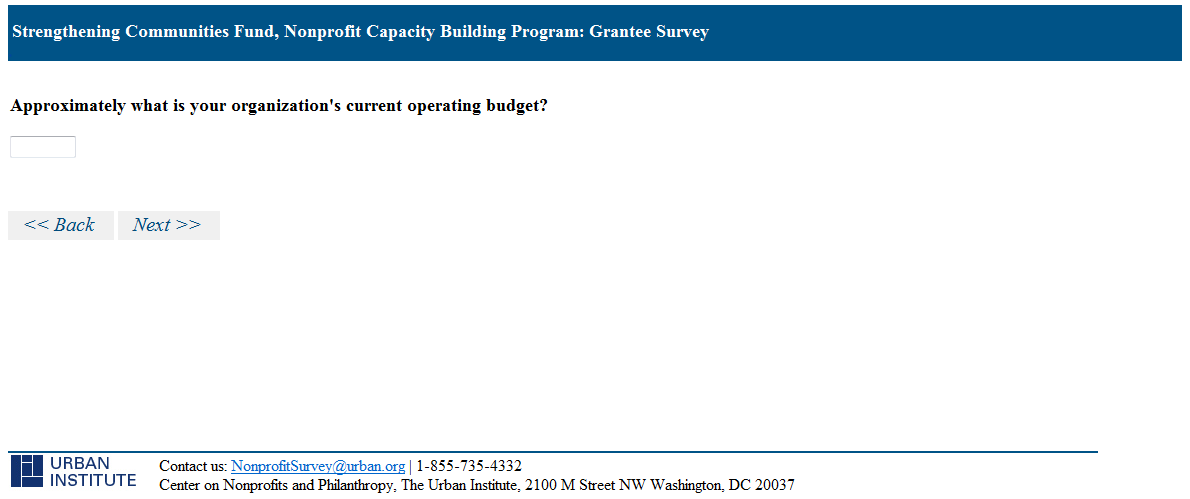 Strengthening Communities Fund, Nonprofit Capacity Building Program: Grantee Survey
Approximately what is your organization's current operating budget?
<< Back
Next >>
URBAN
INSTITUTE
Contact us: NonprofitSurvey@urban.org | 1-855-735-4332
Center on Nonprofits and Philanthropy, The Urban Institute, 2100 M Street NW Washington, DC 20037